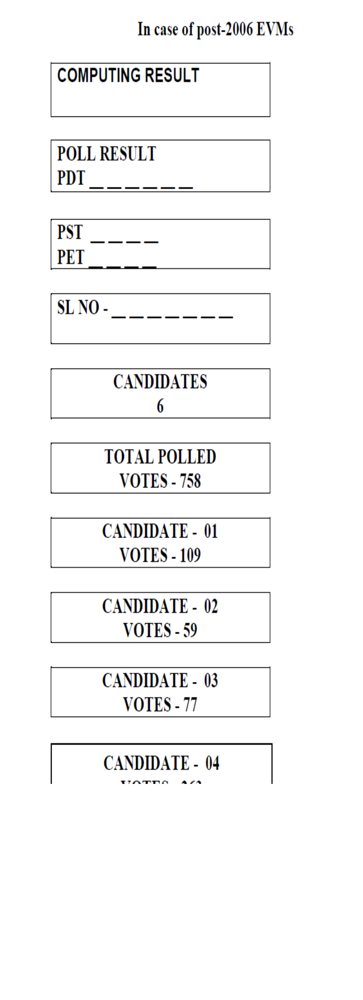 In case of post-2006 EVMs
COMPUTING RESULT
POLL RESULT
PDT _ _ _ _ _ _
PST _ _ _ _
PET _ _ _ _
SL NO - _ _ _ _ _ _ _
CANDIDATES
6
TOTAL POLLED
VOTES - 758
CANDIDATE - 01
VOTES - 109
CANDIDATE - 02
VOTES - 59
CANDIDATE - 03
VOTES - 77
CANDIDATE - 04